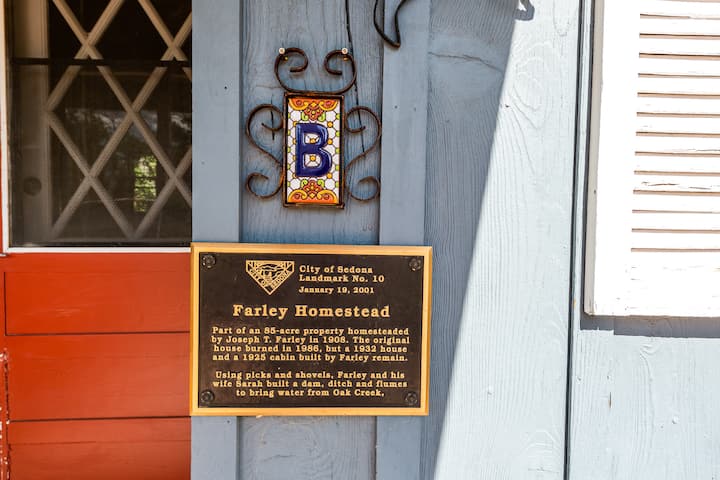 B
City of Sedona
Landmark No. 10
January 19, 2001
Farley Homestead
Part of an 85-acre property homesteaded
by Joseph T. Farley in 1908. The original
house burned in 1986, but a 1932 house
and a 1925 cabin built by Farley remain.
Using picks and shovels, Farley and his
wife Sarah built a dam, ditch and flumes
to bring water from Oak Creek,